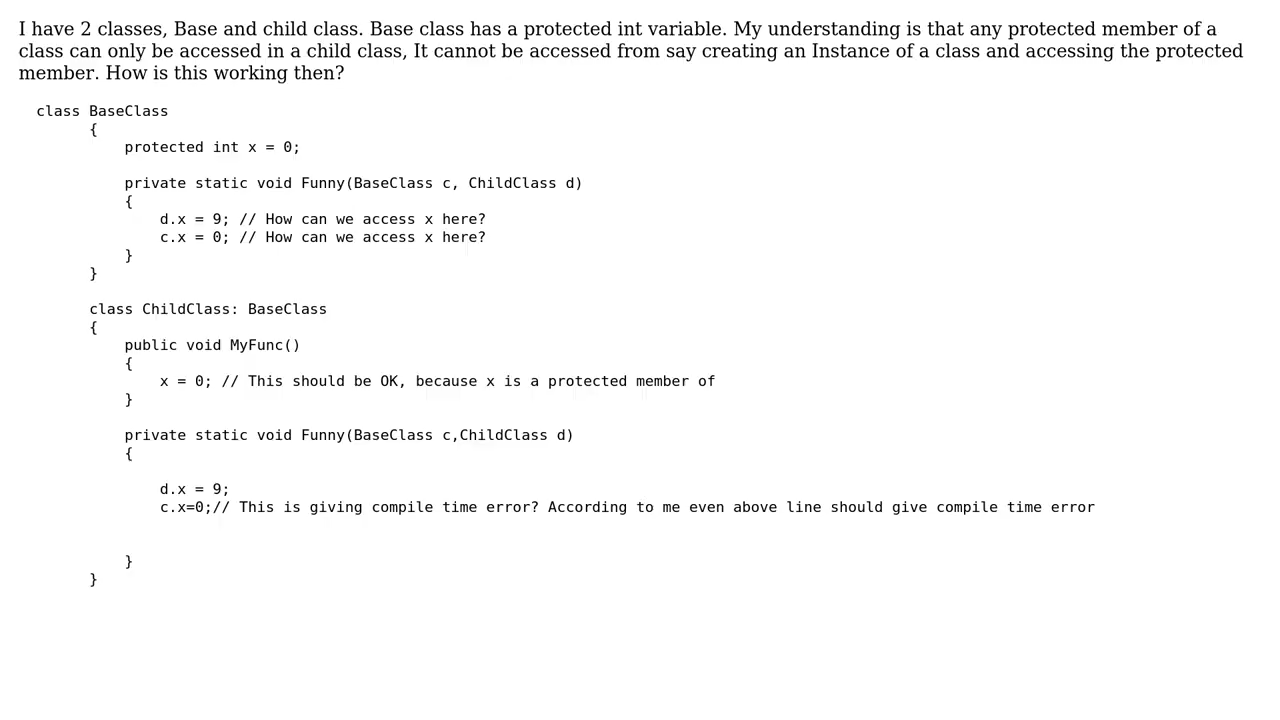 I have 2 classes, Base and child class. Base class has a protected int variable. My understanding is that any protected member of a
class can only be accessed in a child class, It cannot be accessed from say creating an Instance of a class and accessing the protected
member. How is this working then?
class BaseClass
{
protected int x = 0;
private static void Funny(BaseClass c, ChildClass d)
{
d.x = 9; // How can we access x here?
c.x = 0; // How can we access x here?
}
}
class ChildClass: BaseClass
{
public void MyFunc()
{
x = 0; // This should be OK, because x is a protected member of
}
private static void Funny(BaseClass c,ChildClass d)
{
d.x = 9;
c.x=0;// This is giving compile time error? According to me even above line should give compile time error
}
}